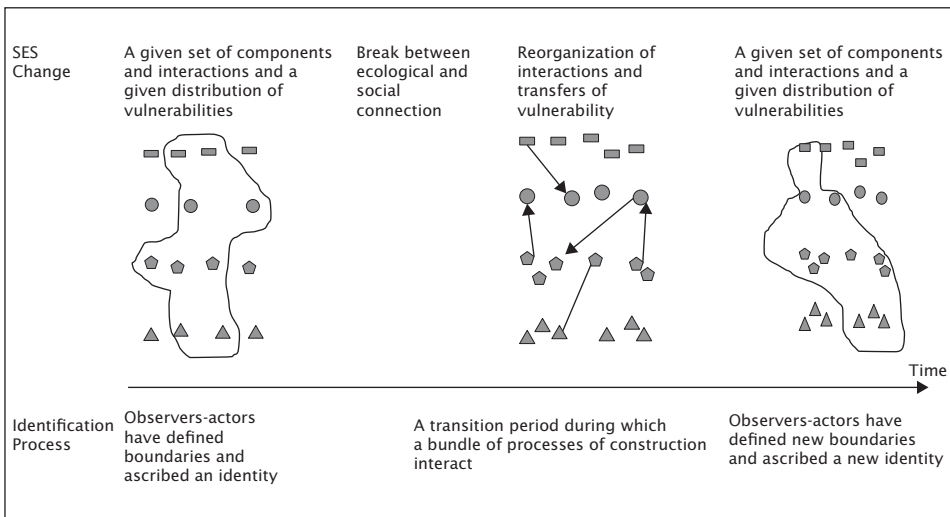 SES
Change
A given set of components
and interactions and a
given distribution of
vulnerabilities
Break between
ecological and
social
connection
Reorganization of
interactions and
transfers of
vulnerability
A given set of components
and interactions and a
given distribution of
vulnerabilities
Time
Identification
Process
Observers-actors
have defined
boundaries and
ascribed an identity
A transition period during which
a bundle of processes of construction
interact
Observers-actors have
defined new boundaries
and ascribed a new identity